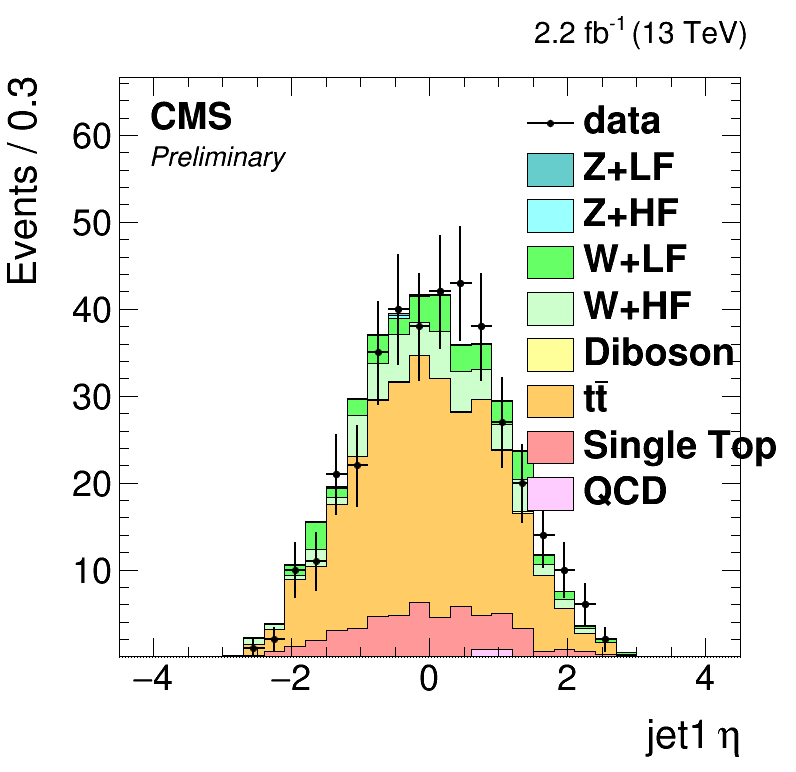 2.2 fb⁻¹ (13 TeV)
Events / 0.3
CMS
Preliminary
data
Z+LF
Z+HF
W+LF
W+HF
Diboson
tt̄
Single Top
QCD
60
50
40
30
20
10
−4 −2 0 2 4
jet1 η